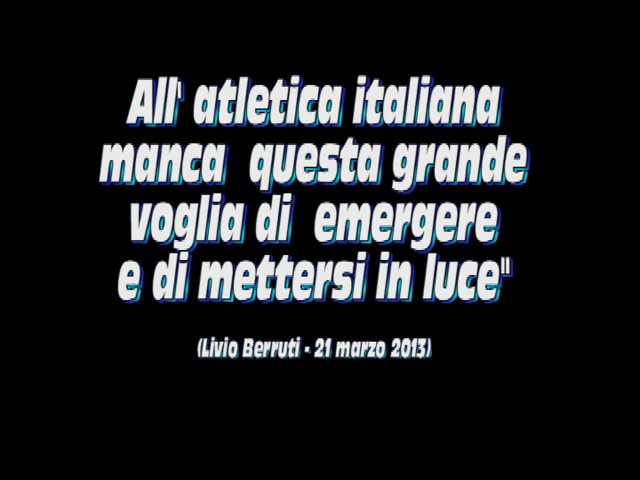 All' atletica italiana
manca questa grande
voglia di emergere
e di mettersi in luce"
(Livio Berruti - 21 marzo 2013)